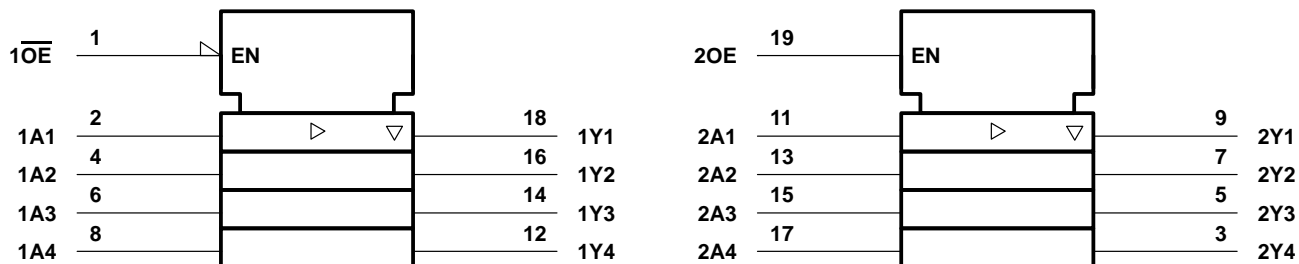 1OE 1 EN
1A1 2 18 1Y1
1A2 4 16 1Y2
1A3 6 14 1Y3
1A4 8 12 1Y4
2OE 19 EN
2A1 11 9 2Y1
2A2 13 7 2Y2
2A3 15 5 2Y3
2A4 17 3 2Y4